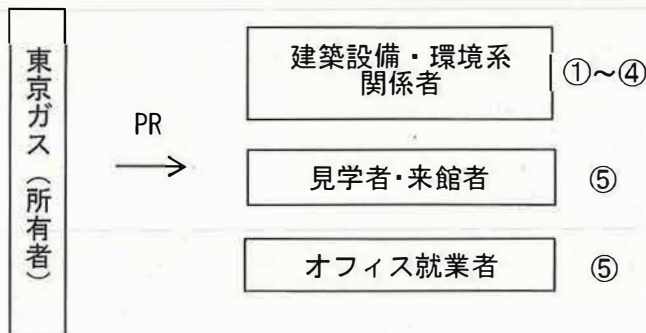 東京ガス（所有者）
PR
建築設備・環境系
関係者
①～④
見学者・来館者
⑤
オフィス就業者
⑤